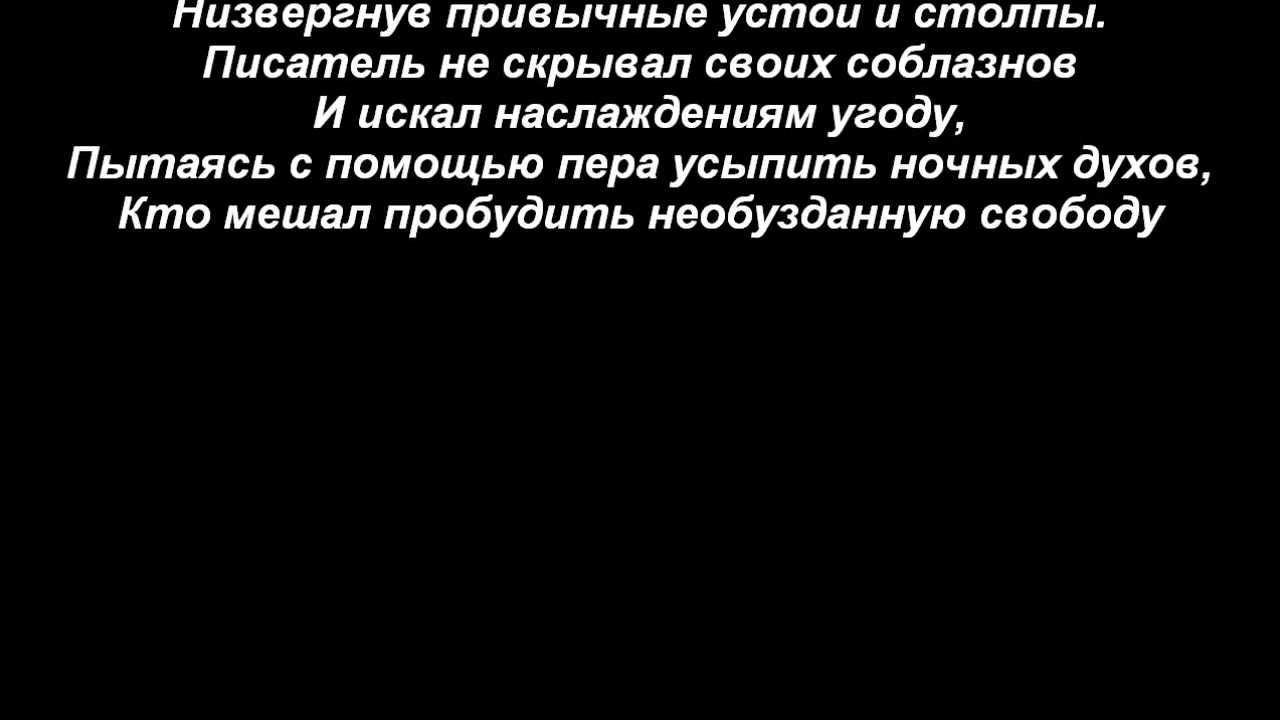 Низвергнув привычные устои и столпы.
Писатель не скрывал своих соблазнов
И искал наслаждениям угоду,
Пытаясь с помощью пера усыпить ночных духов,
Кто мешал пробудить необузданную свободу